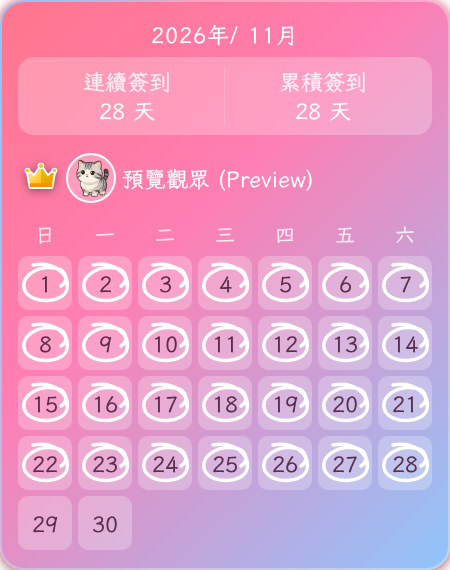 2026年/ 11月
連續簽到 累積簽到
28 天 28 天
預覽觀眾 (Preview)
日 一 二 三 四 五 六
1 2 3 4 5 6 7
8 9 10 11 12 13 14
15 16 17 18 19 20 21
22 23 24 25 26 27 28
29 30